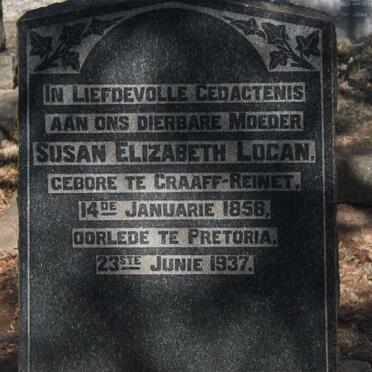 In Liefdevolle Gedagtenis
aan ons dierbare Moeder
Susan Elizabeth Logan,
gebore te Graaff-Reinet,
14de Januarie 1858,
oorlede te Pretoria,
23ste Junie 1937.